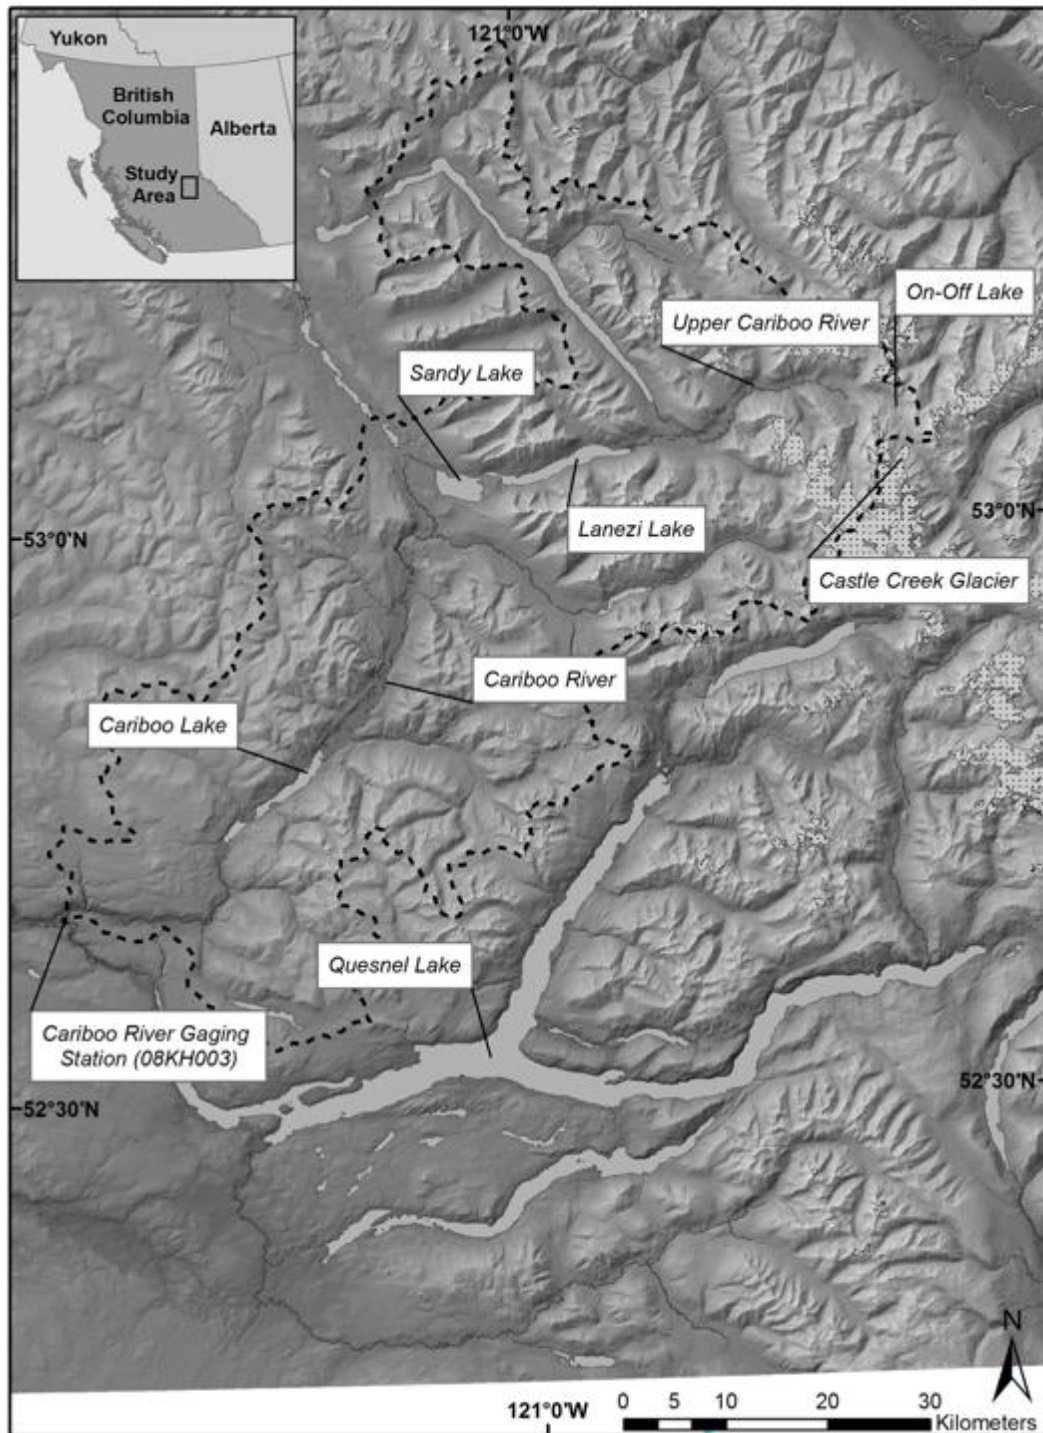 Yukon
British
Columbia
Alberta
Study
Area
121°0'W
On-Off Lake
Upper Cariboo River
Sandy Lake
53°0'N
Lanezi Lake
53°0'N
Castle Creek Glacier
Cariboo River
Cariboo Lake
Quesnel Lake
Cariboo River Gaging
Station (08KH003)
52°30'N
52°30'N
N
121°0'W
0 5 10 20 30
Kilometers